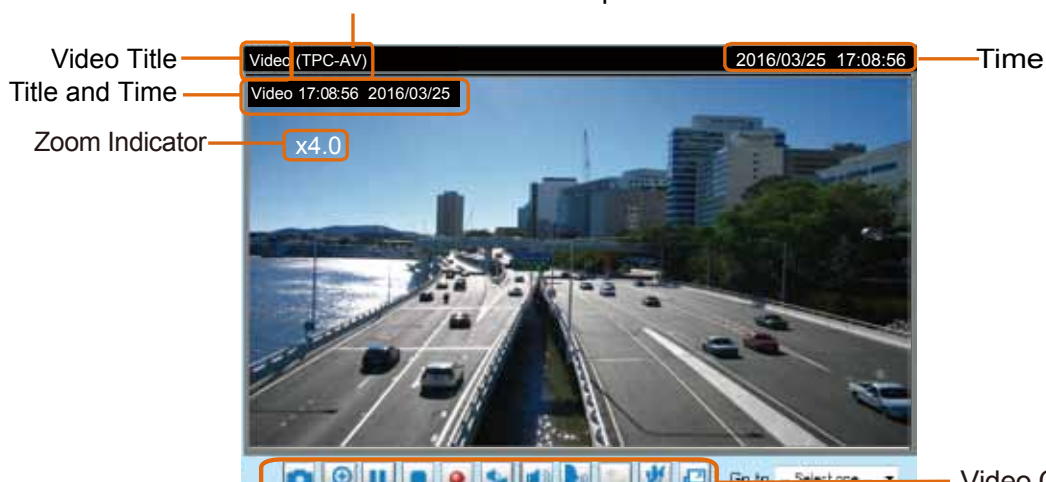 Video Title
Video (TPC-AV)
2016/03/25 17:08:56
Time
Title and Time
Video 17:08:56 2016/03/25
Zoom Indicator
x4.0
Go to
Select one
Video